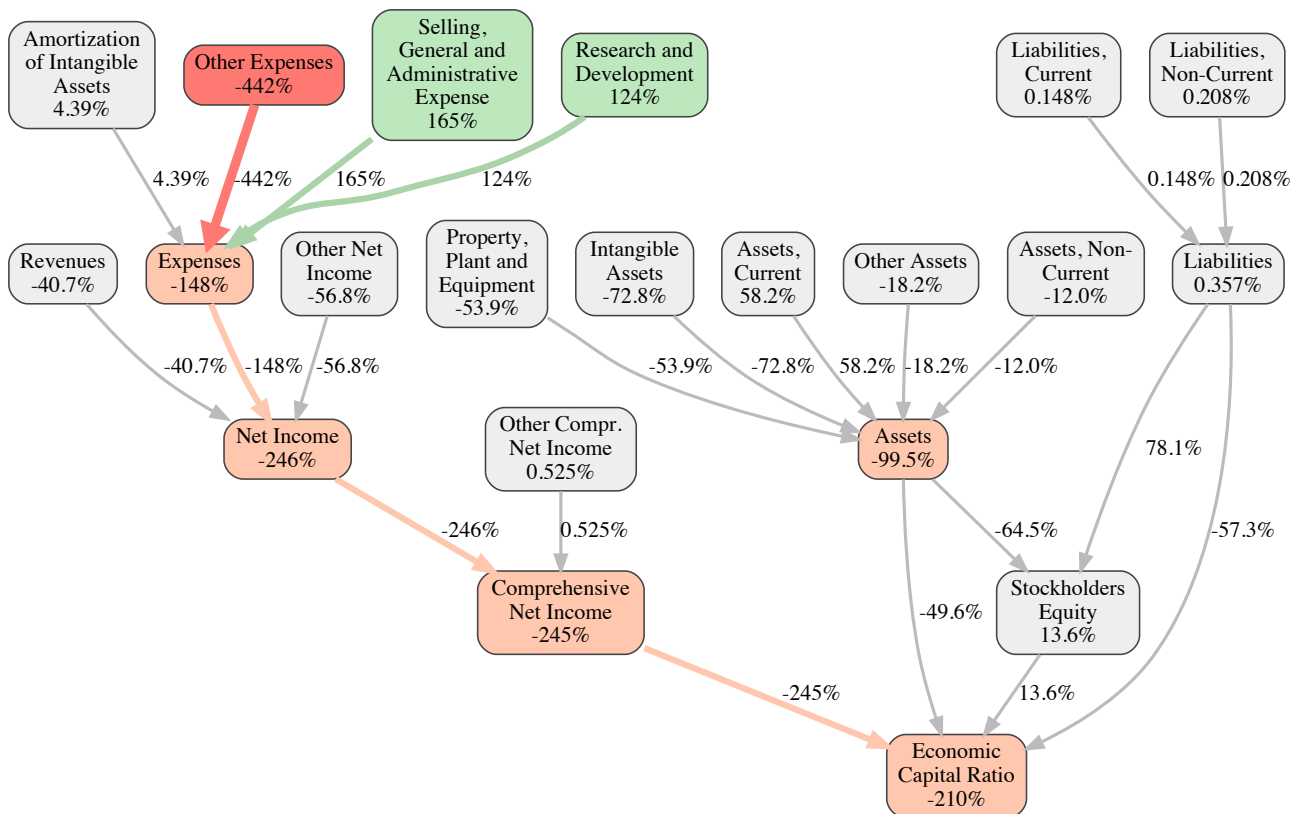 Amortization
of Intangible
Assets
4.39%
Other Expenses
-442%
Selling,
General and
Administrative
Expense
165%
Research and
Development
124%
Liabilities,
Current
0.148%
Liabilities,
Non-Current
0.208%
4.39%
-442%
165%
124%
0.148%
0.208%
Revenues
-40.7%
Expenses
-148%
Other Net
Income
-56.8%
Property,
Plant and
Equipment
-53.9%
Intangible
Assets
-72.8%
Assets,
Current
58.2%
Other Assets
-18.2%
Assets, Non-
Current
-12.0%
Liabilities
0.357%
-40.7%
-148%
-56.8%
-53.9%
-72.8%
58.2%
-18.2%
-12.0%
Net Income
-246%
Other Compr.
Net Income
0.525%
Assets
-99.5%
78.1%
-246%
0.525%
-64.5%
-57.3%
Comprehensive
Net Income
-245%
Stockholders
Equity
13.6%
-49.6%
-245%
13.6%
Economic
Capital Ratio
-210%